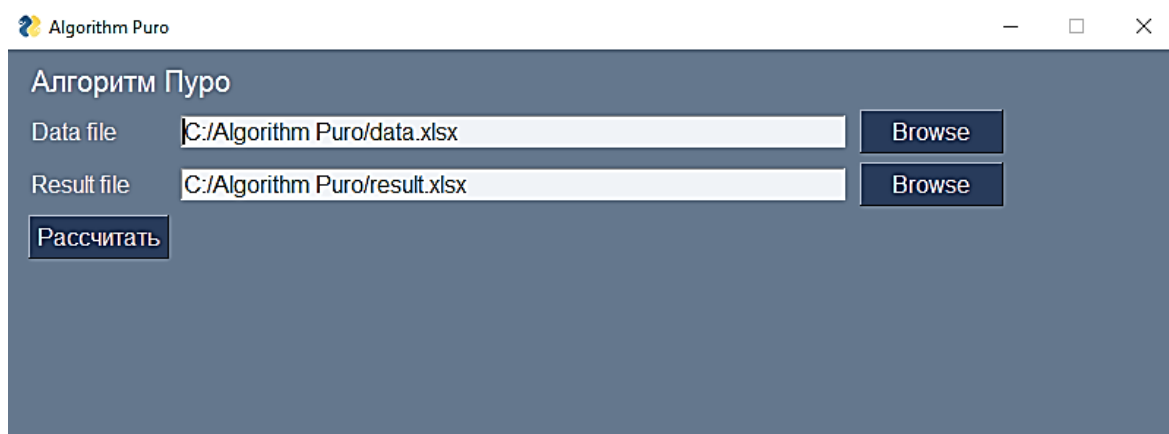 Algorithm Puro
Алгоритм Пуро
Data file C:/Algorithm Puro/data.xlsx Browse
Result file C:/Algorithm Puro/result.xlsx Browse
Рассчитать